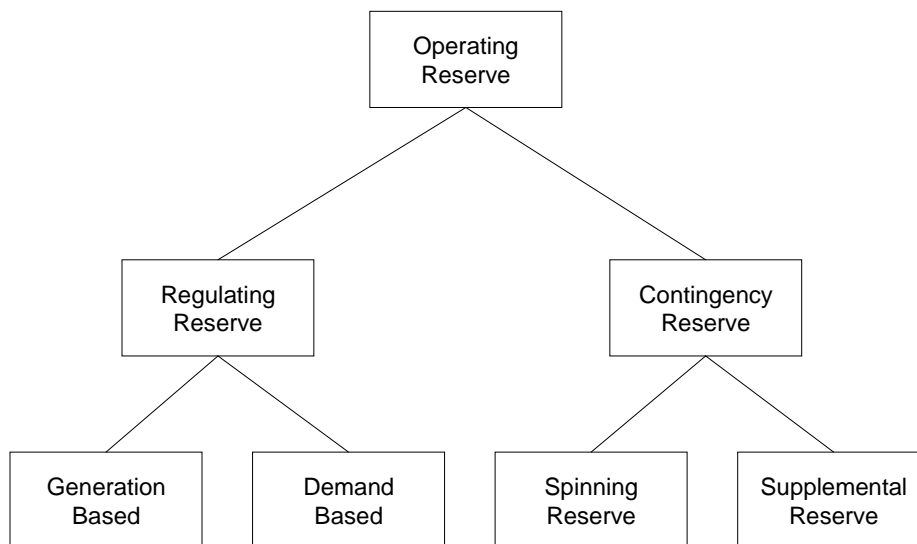 Operating
Reserve
Regulating
Reserve
Contingency
Reserve
Generation
Based
Demand
Based
Spinning
Reserve
Supplemental
Reserve